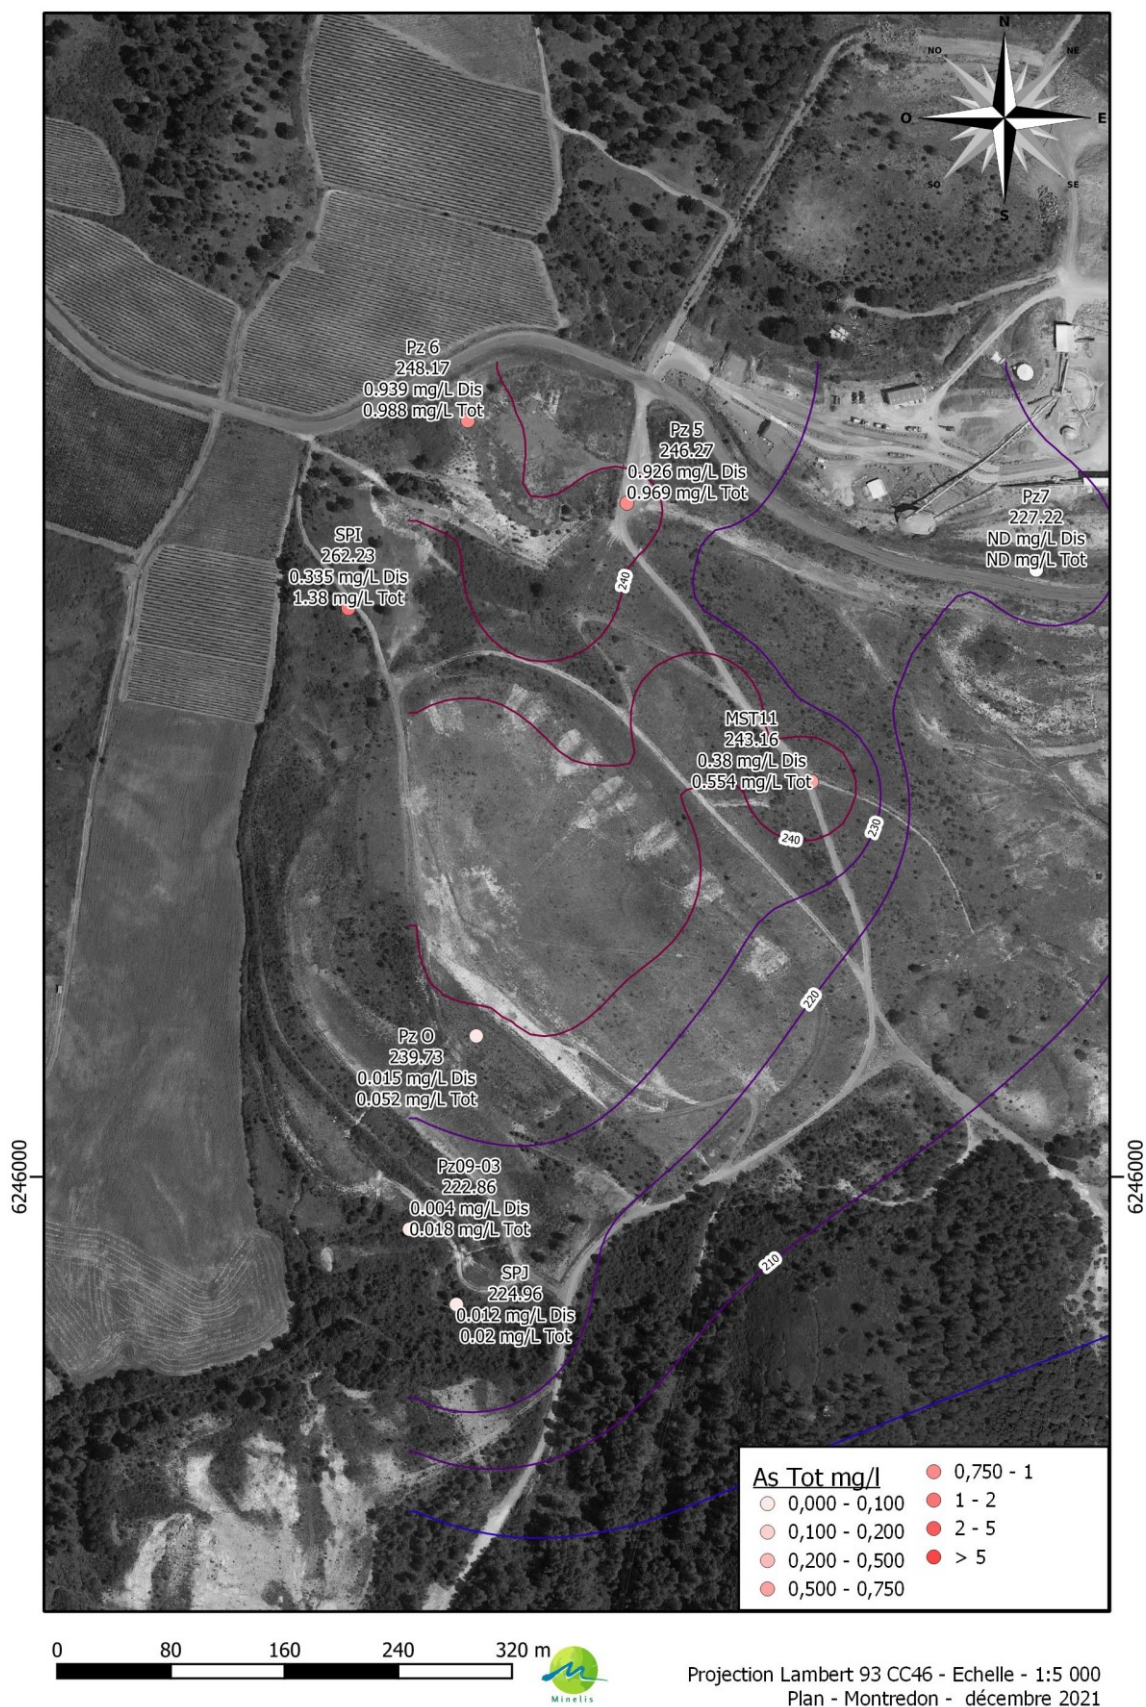 N
NO
NE
O
E
SO
SE
S
Pz 6
248.17
0.939 mg/L Dis
0.988 mg/L Tot
Pz 5
246.27
0.926 mg/L Dis
0.969 mg/L Tot
Pz7
227.22
ND mg/L Dis
ND mg/L Tot
SPI
262.23
0.335 mg/L Dis
1.38 mg/L Tot
240
MST11
243.16
0.38 mg/L Dis
0.554 mg/L Tot
240
230
220
Pz O
239.73
0.015 mg/L Dis
0.052 mg/L Tot
Pz09-03
222.86
0.004 mg/L Dis
0.018 mg/L Tot
6246000
6246000
210
SPJ
224.96
0.012 mg/L Dis
0.02 mg/L Tot
As Tot mg/l
0,000 - 0,100
0,100 - 0,200
0,200 - 0,500
0,500 - 0,750
0,750 - 1
1 - 2
2 - 5
> 5
0 80 160 240 320 m
Minelis
Projection Lambert 93 CC46 - Echelle - 1:5 000
Plan - Montredon - décembre 2021